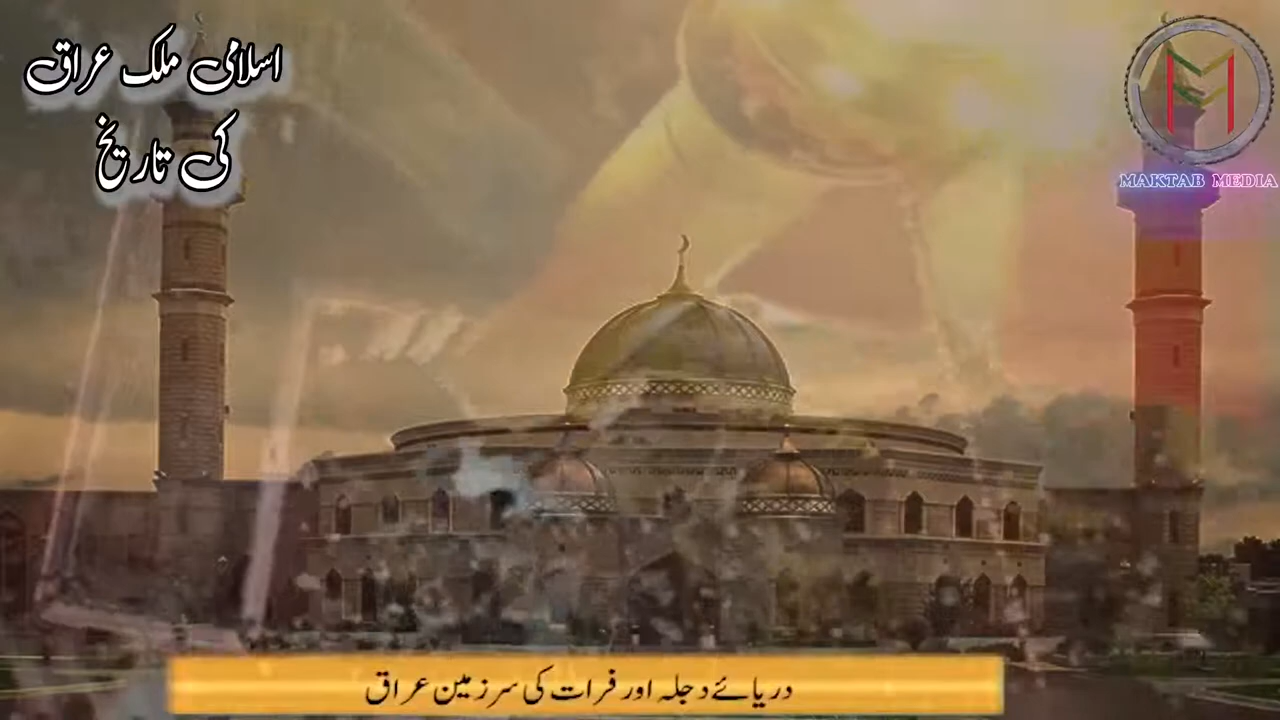 اسلامی ملک عراق
کی تاریخ
MAKTAB MEDIA
دریائے دجلہ اور فرات کی سرزمین عراق